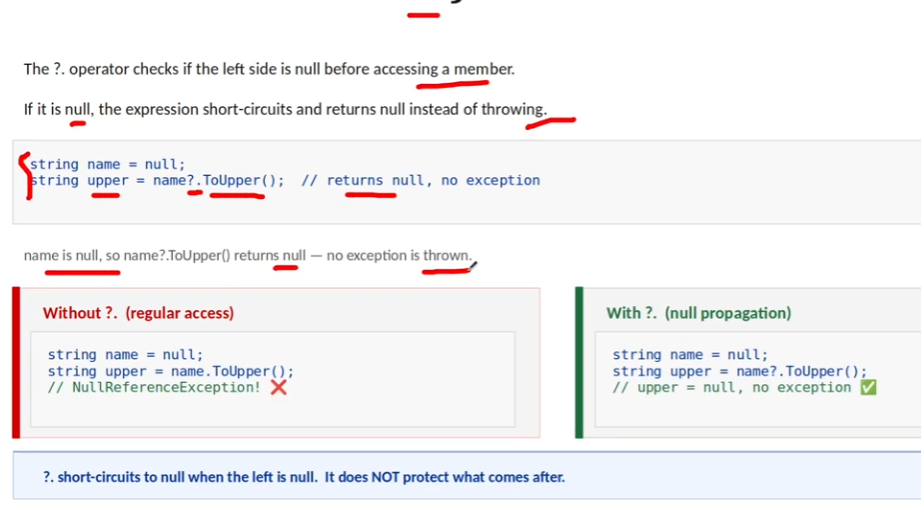 The ?. operator checks if the left side is null before accessing a member.
If it is null, the expression short-circuits and returns null instead of throwing.
string name = null;
string upper = name?.ToUpper();  // returns null, no exception
name is null, so name?.ToUpper() returns null — no exception is thrown.
Without ?. (regular access)
string name = null;
string upper = name.ToUpper();
// NullReferenceException! ❌
With ?. (null propagation)
string name = null;
string upper = name?.ToUpper();
// upper = null, no exception ✅
?. short-circuits to null when the left is null. It does NOT protect what comes after.